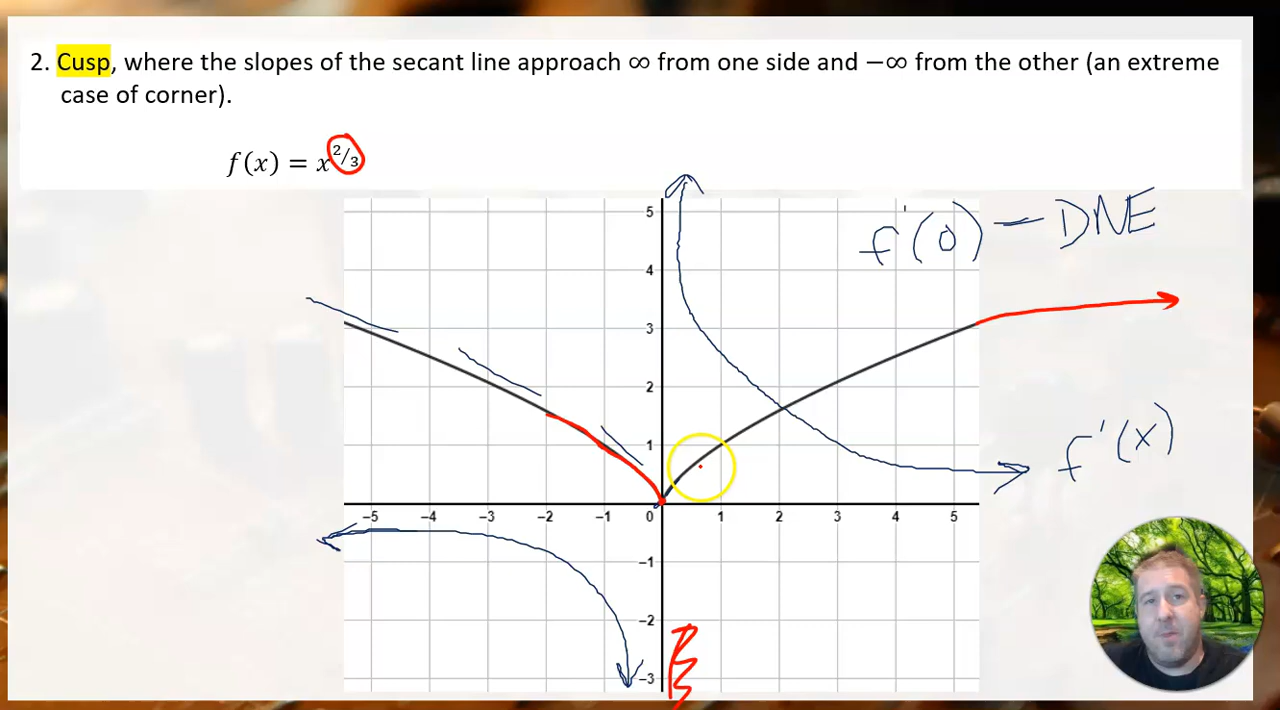 2. Cusp, where the slopes of the secant line approach ∞ from one side and −∞ from the other (an extreme
case of corner).
f(x) = x^2/3
f'(0) — DNE
5
4
3
2
1
f'(x)
−5 −4 −3 −2 −1 0 1 2 3 4 5
−1
−2
−3